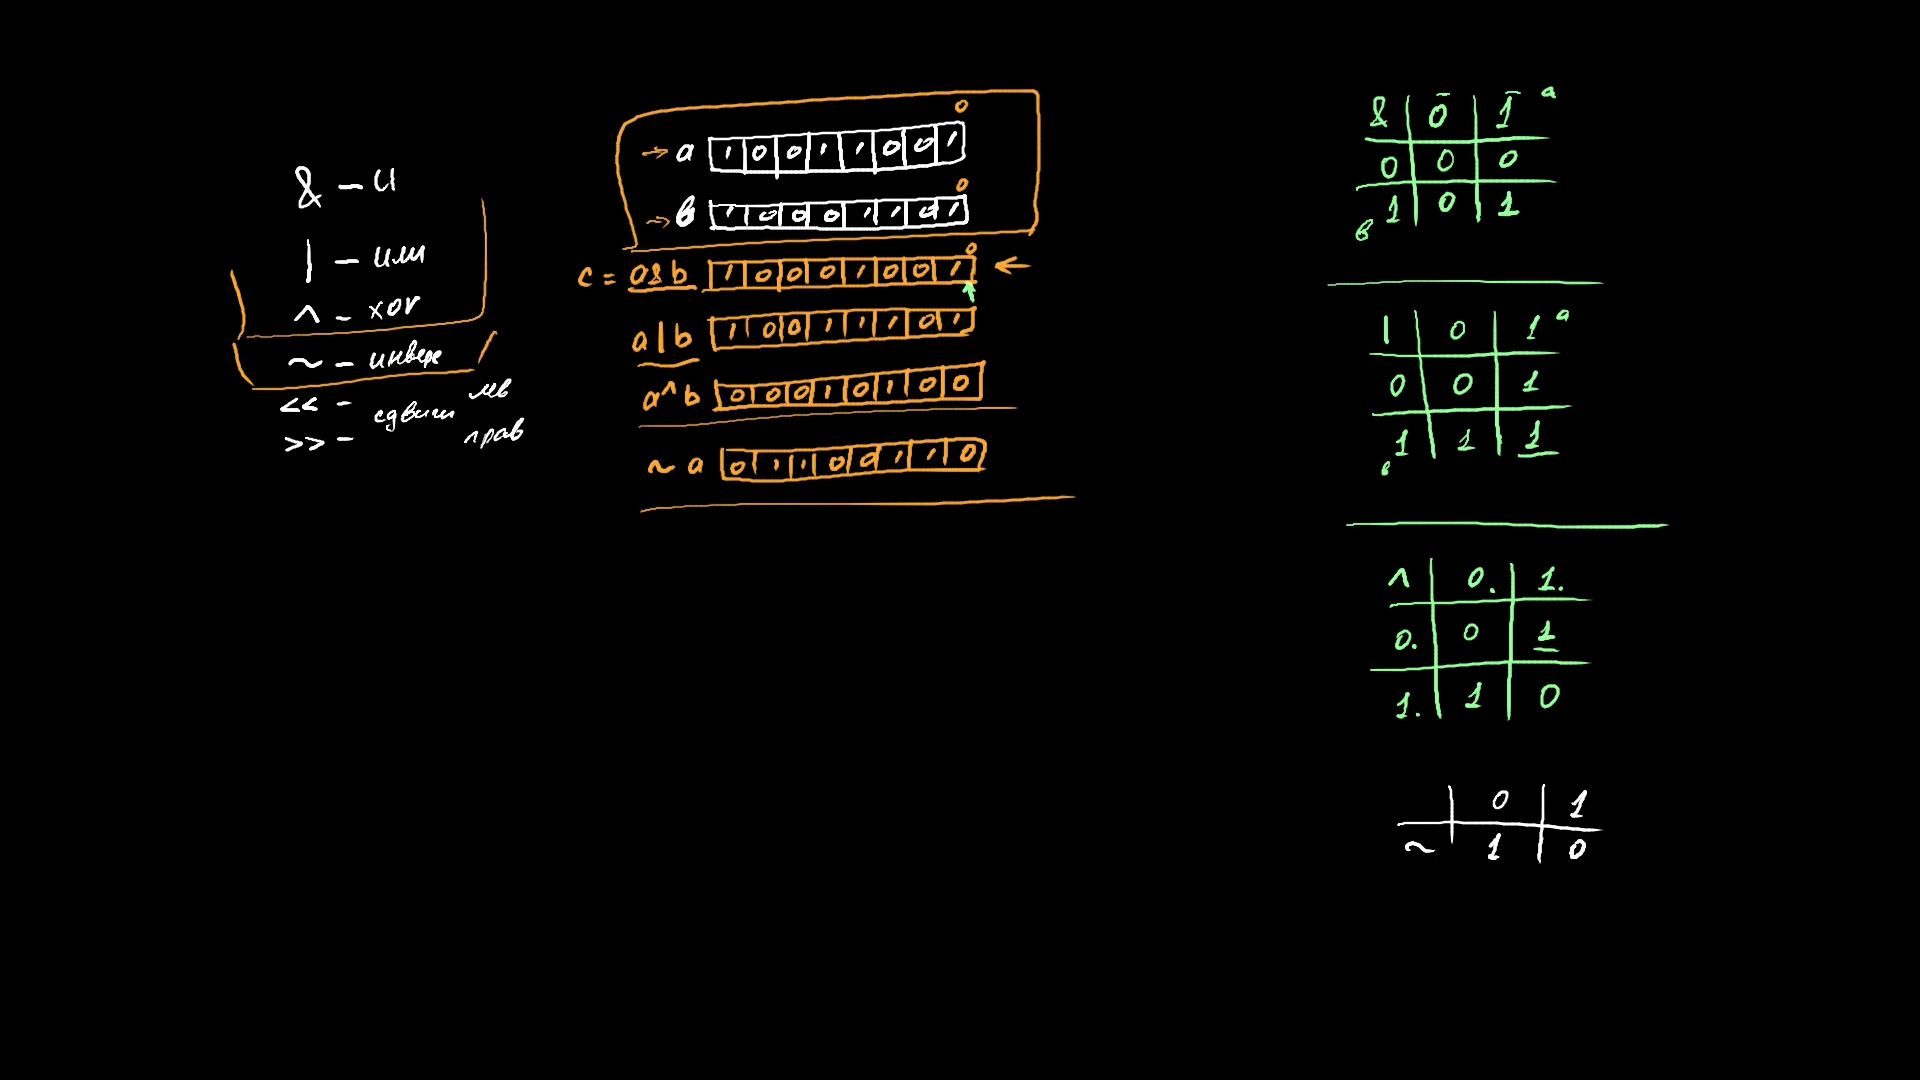 & – и
| – или
^ – xor
~ – инверс
<< – сдвиги лев
>> – прав
0
→ a 1 0 0 1 1 0 0 1
0
→ в 1 0 0 0 1 1 0 1
0
c = a&b 1 0 0 0 1 0 0 1 ←
a|b 1 0 0 1 1 1 0 1
a^b 0 0 0 1 0 1 0 0
~a 0 1 1 0 0 1 1 0
& 0 1 a
0 0 0
в 1 0 1
| 0 1 a
0 0 1
в 1 1 1
^ 0. 1.
0. 0 1
1. 1 0
0 1
~ 1 0